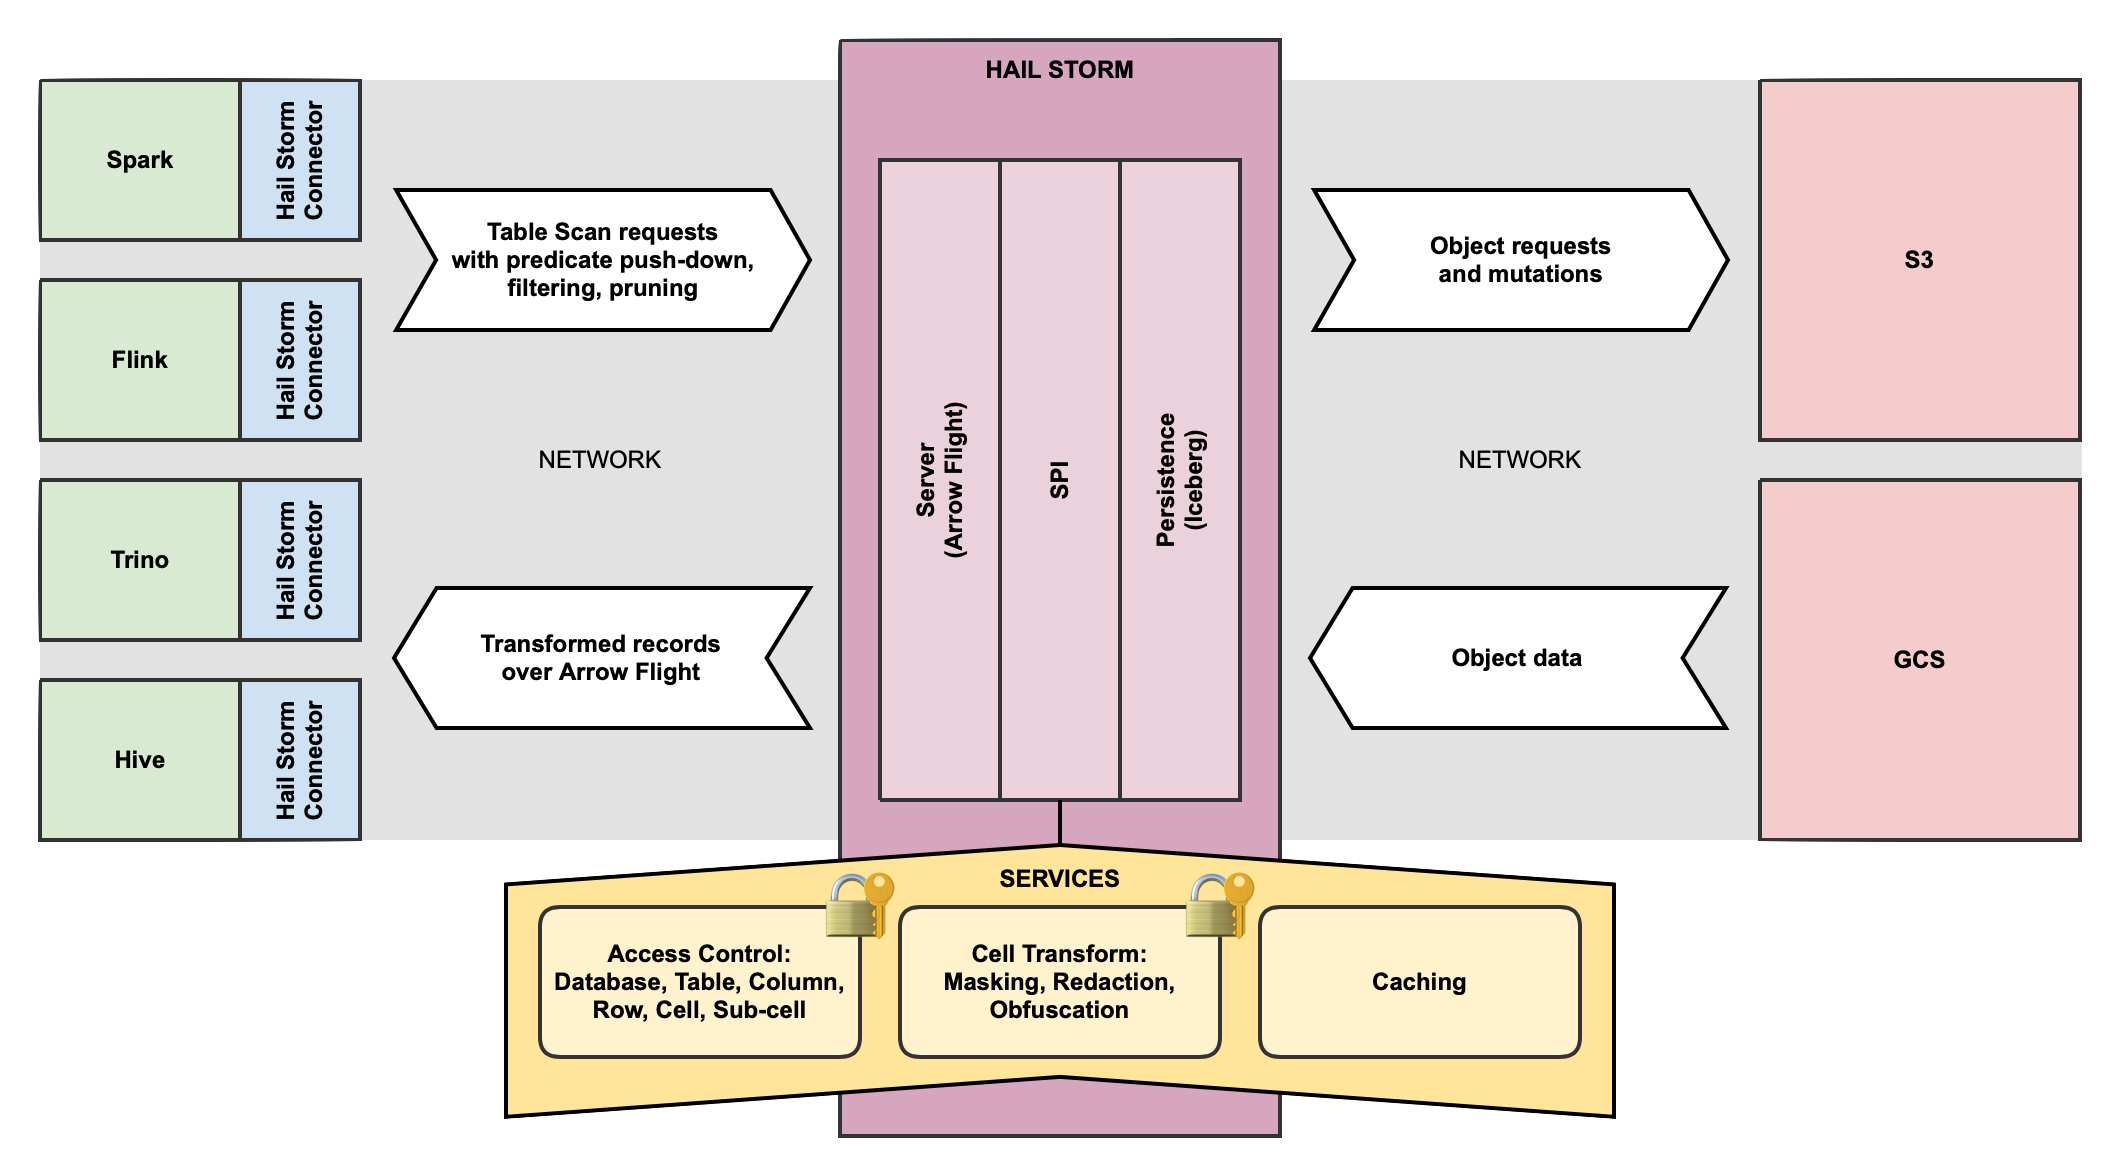 HAIL STORM
Spark
Hail Storm
Connector
Flink
Hail Storm
Connector
Trino
Hail Storm
Connector
Hive
Hail Storm
Connector
Table Scan requests
with predicate push-down,
filtering, pruning
NETWORK
Transformed records
over Arrow Flight
Server
(Arrow Flight)
SPI
Persistence
(Iceberg)
Object requests
and mutations
NETWORK
Object data
S3
GCS
SERVICES
Access Control:
Database, Table, Column,
Row, Cell, Sub-cell
Cell Transform:
Masking, Redaction,
Obfuscation
Caching